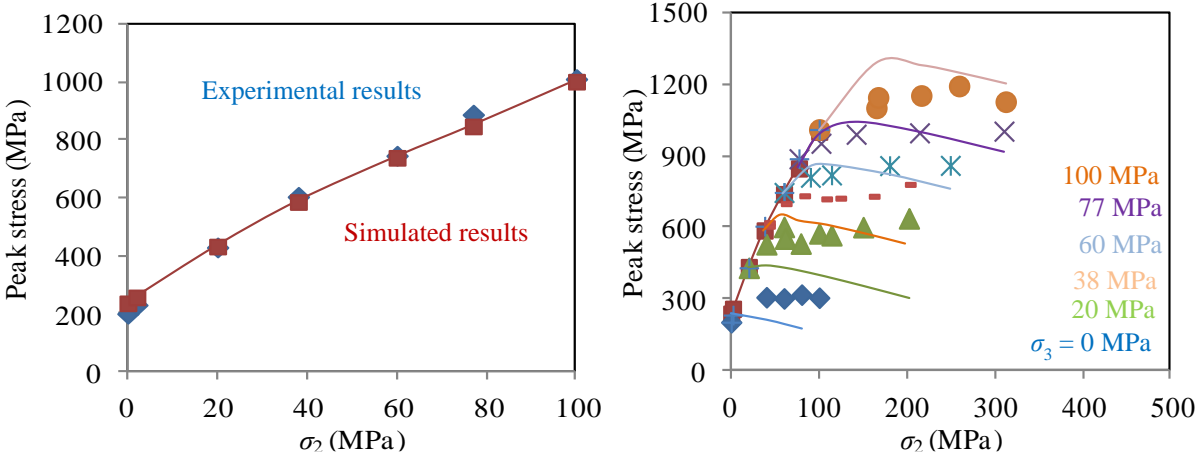 1200
1000
800
600
400
200
0
Peak stress (MPa)
Experimental results
Simulated results
0
20
40
60
80
100
σ2 (MPa)
1500
1200
900
600
300
0
Peak stress (MPa)
100 MPa
77 MPa
60 MPa
38 MPa
20 MPa
σ3 = 0 MPa
0
100
200
300
400
500
σ2 (MPa)